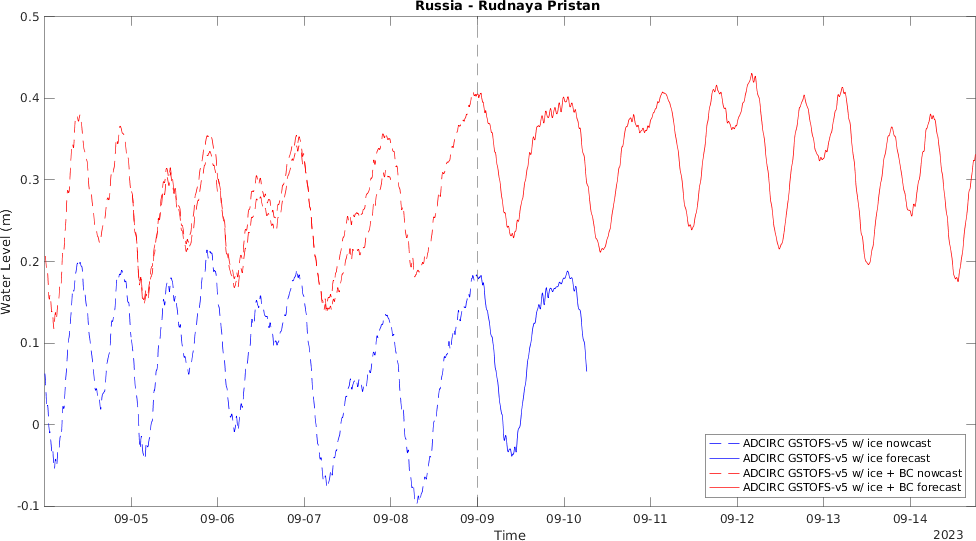 Russia - Rudnaya Pristan
0.5
0.4
0.3
0.2
0.1
0
-0.1
Water Level (m)
ADCIRC GSTOFS-v5 w/ ice nowcast
ADCIRC GSTOFS-v5 w/ ice forecast
ADCIRC GSTOFS-v5 w/ ice + BC nowcast
ADCIRC GSTOFS-v5 w/ ice + BC forecast
09-05 09-06 09-07 09-08 09-09 09-10 09-11 09-12 09-13 09-14
Time
2023